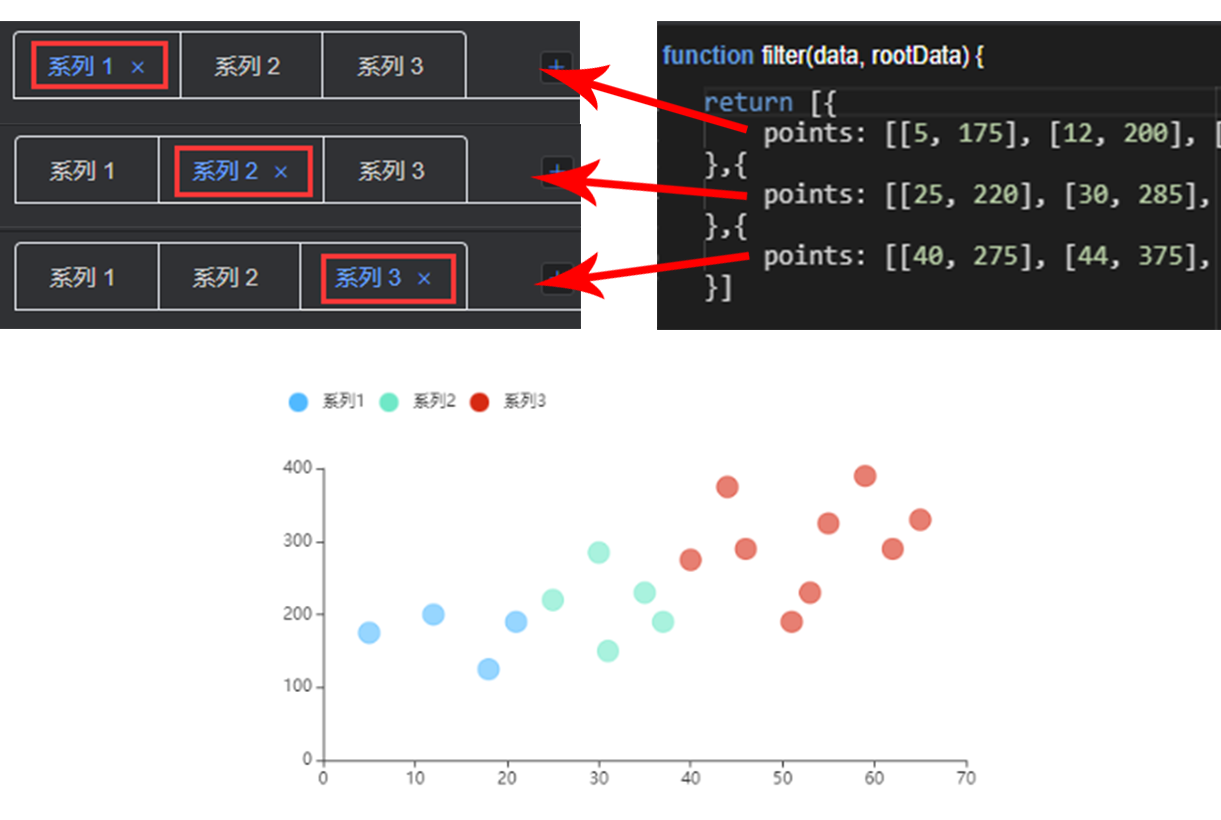 系列 1 × 系列 2 系列 3 +
系列 1 系列 2 × 系列 3 +
系列 1 系列 2 系列 3 × +
function filter(data, rootData) {
return [{
points: [[5, 175], [12, 200], [
},{
points: [[25, 220], [30, 285],
},{
points: [[40, 275], [44, 375],
}]
系列1 系列2 系列3
400
300
200
100
0
0 10 20 30 40 50 60 70